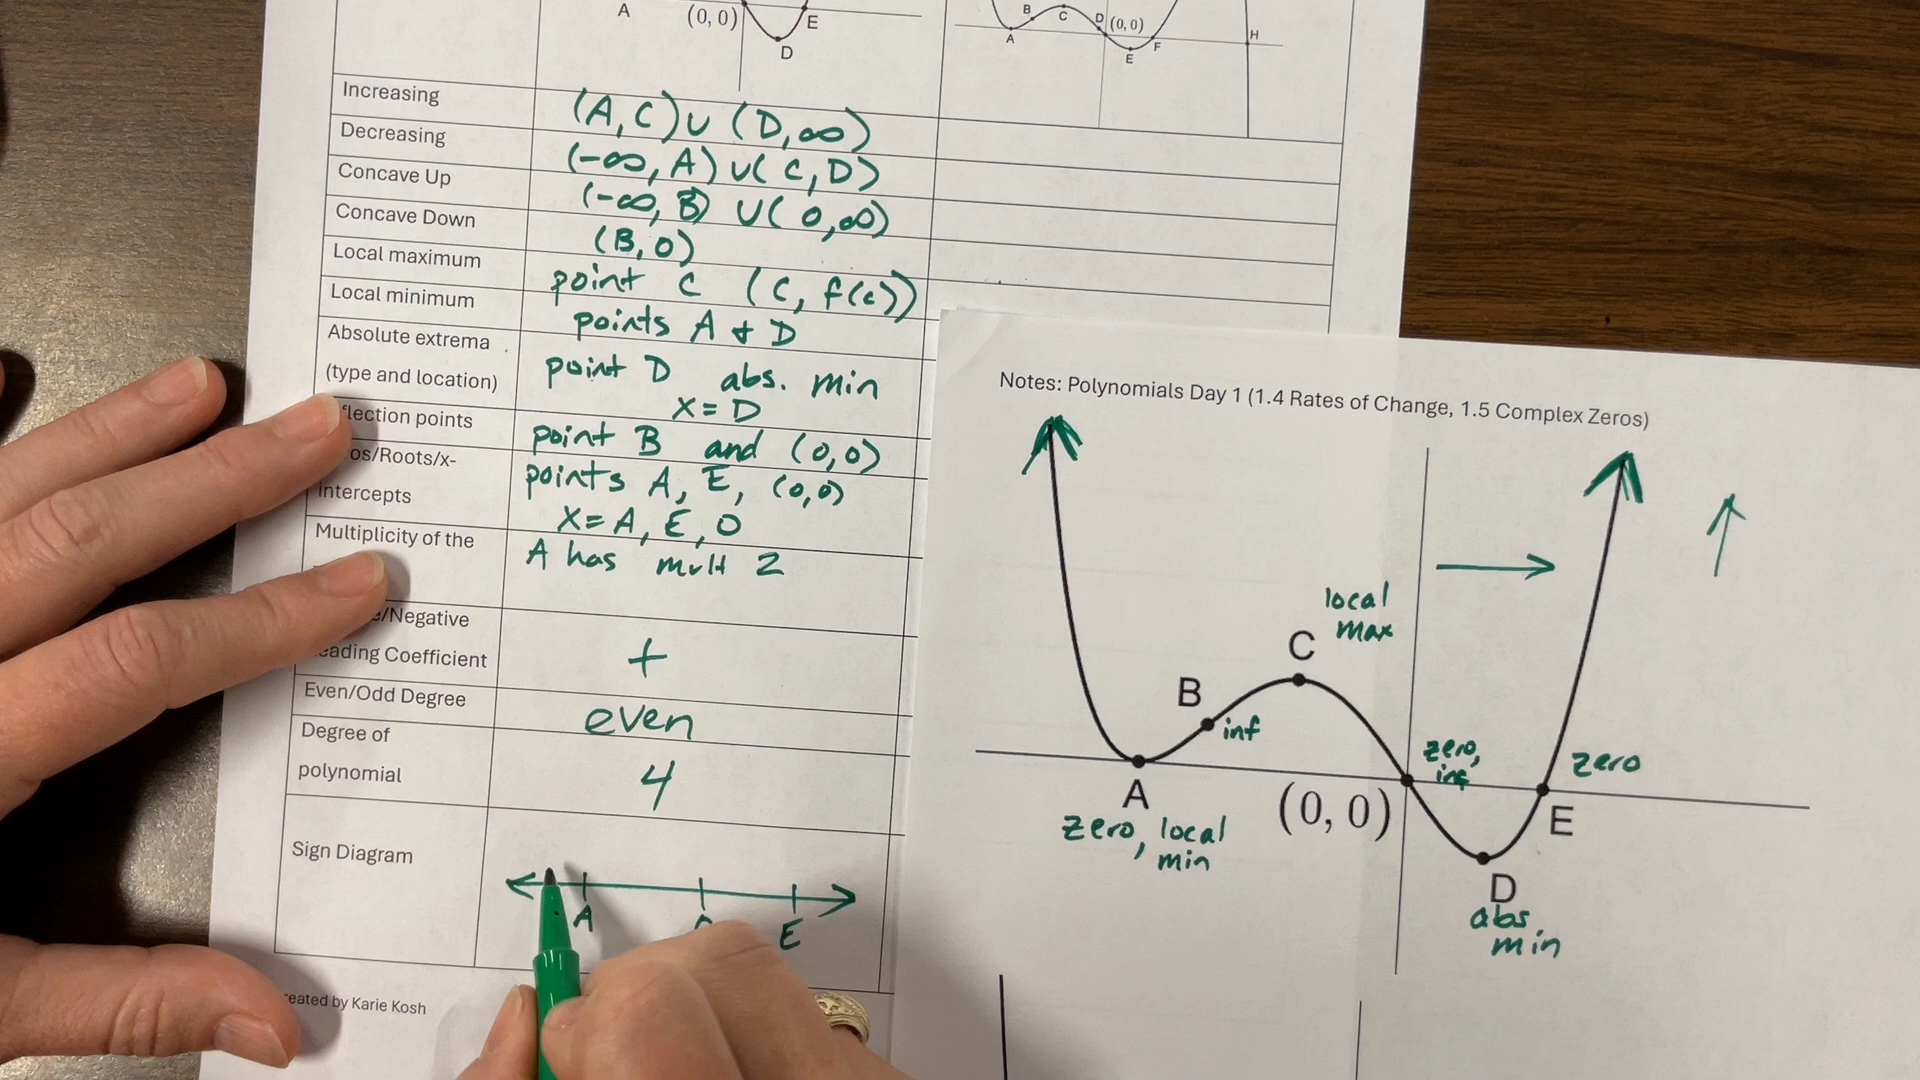 A
(0, 0)
E
D
B
C
D
(0, 0)
A
E
F
H
Increasing
(A, C) ∪ (D, ∞)
Decreasing
(-∞, A) ∪ (C, D)
Concave Up
(-∞, B) ∪ (0, ∞)
Concave Down
(B, 0)
Local maximum
point C (C, f(c))
Local minimum
points A & D
Absolute extrema
(type and location)
point D abs. min
x = D
flection points
point B and (0,0)
os/Roots/x-
intercepts
points A, E, (0,0)
x = A, E, 0
Multiplicity of the
A has mult 2
e/Negative
eading Coefficient
+
Even/Odd Degree
even
Degree of
polynomial
4
Sign Diagram
A
E
reated by Karie Kosh
Notes: Polynomials Day 1 (1.4 Rates of Change, 1.5 Complex Zeros)
local
max
C
B
inf
zero,
inf
zero
A
(0, 0)
E
zero, local
min
D
abs
min